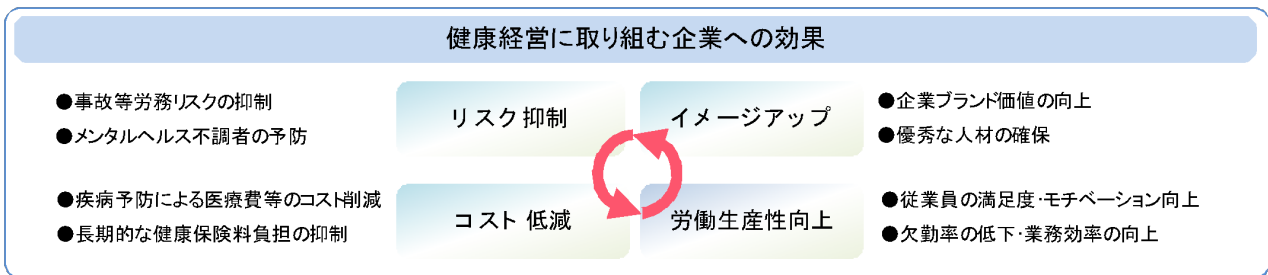 健康経営に取り組む企業への効果
●事故等労務リスクの抑制
●メンタルヘルス不調者の予防
リスク抑制
イメージアップ
●企業ブランド価値の向上
●優秀な人材の確保
●疾病予防による医療費等のコスト削減
●長期的な健康保険料負担の抑制
コスト低減
労働生産性向上
●従業員の満足度・モチベーション向上
●欠勤率の低下・業務効率の向上